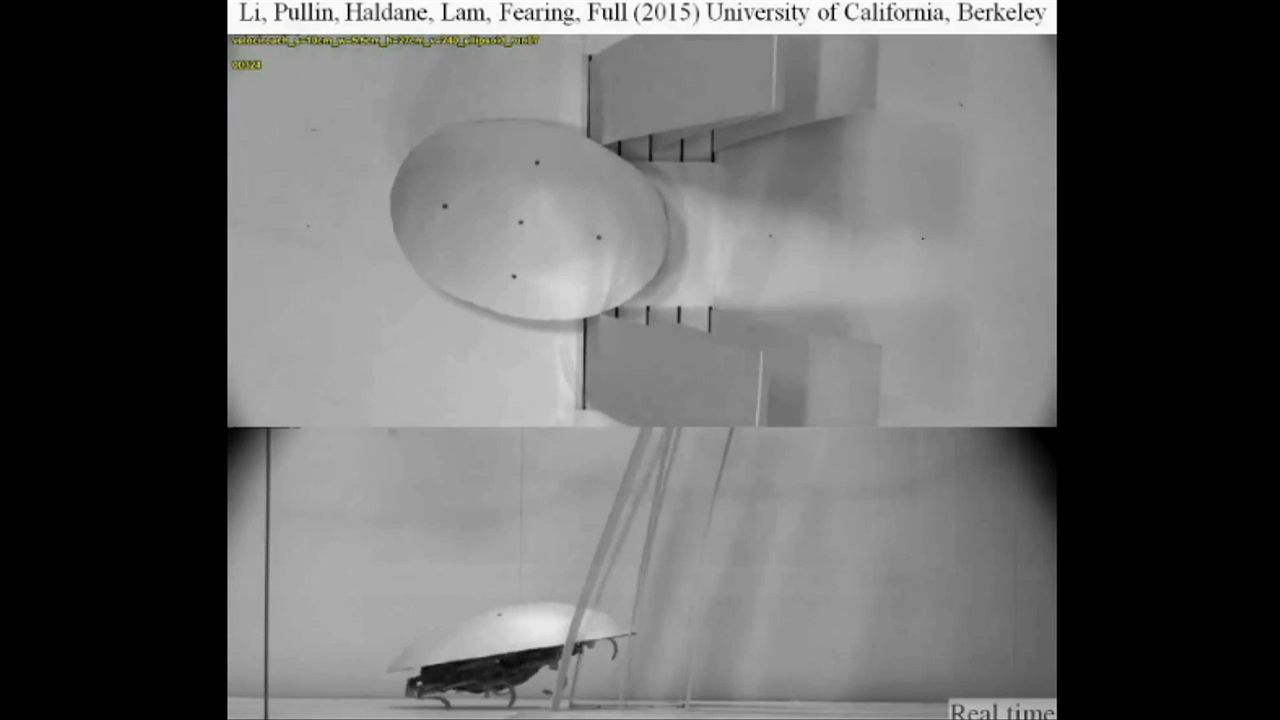 Li, Pullin, Haldane, Lam, Fearing, Full (2015) University of California, Berkeley
Real time